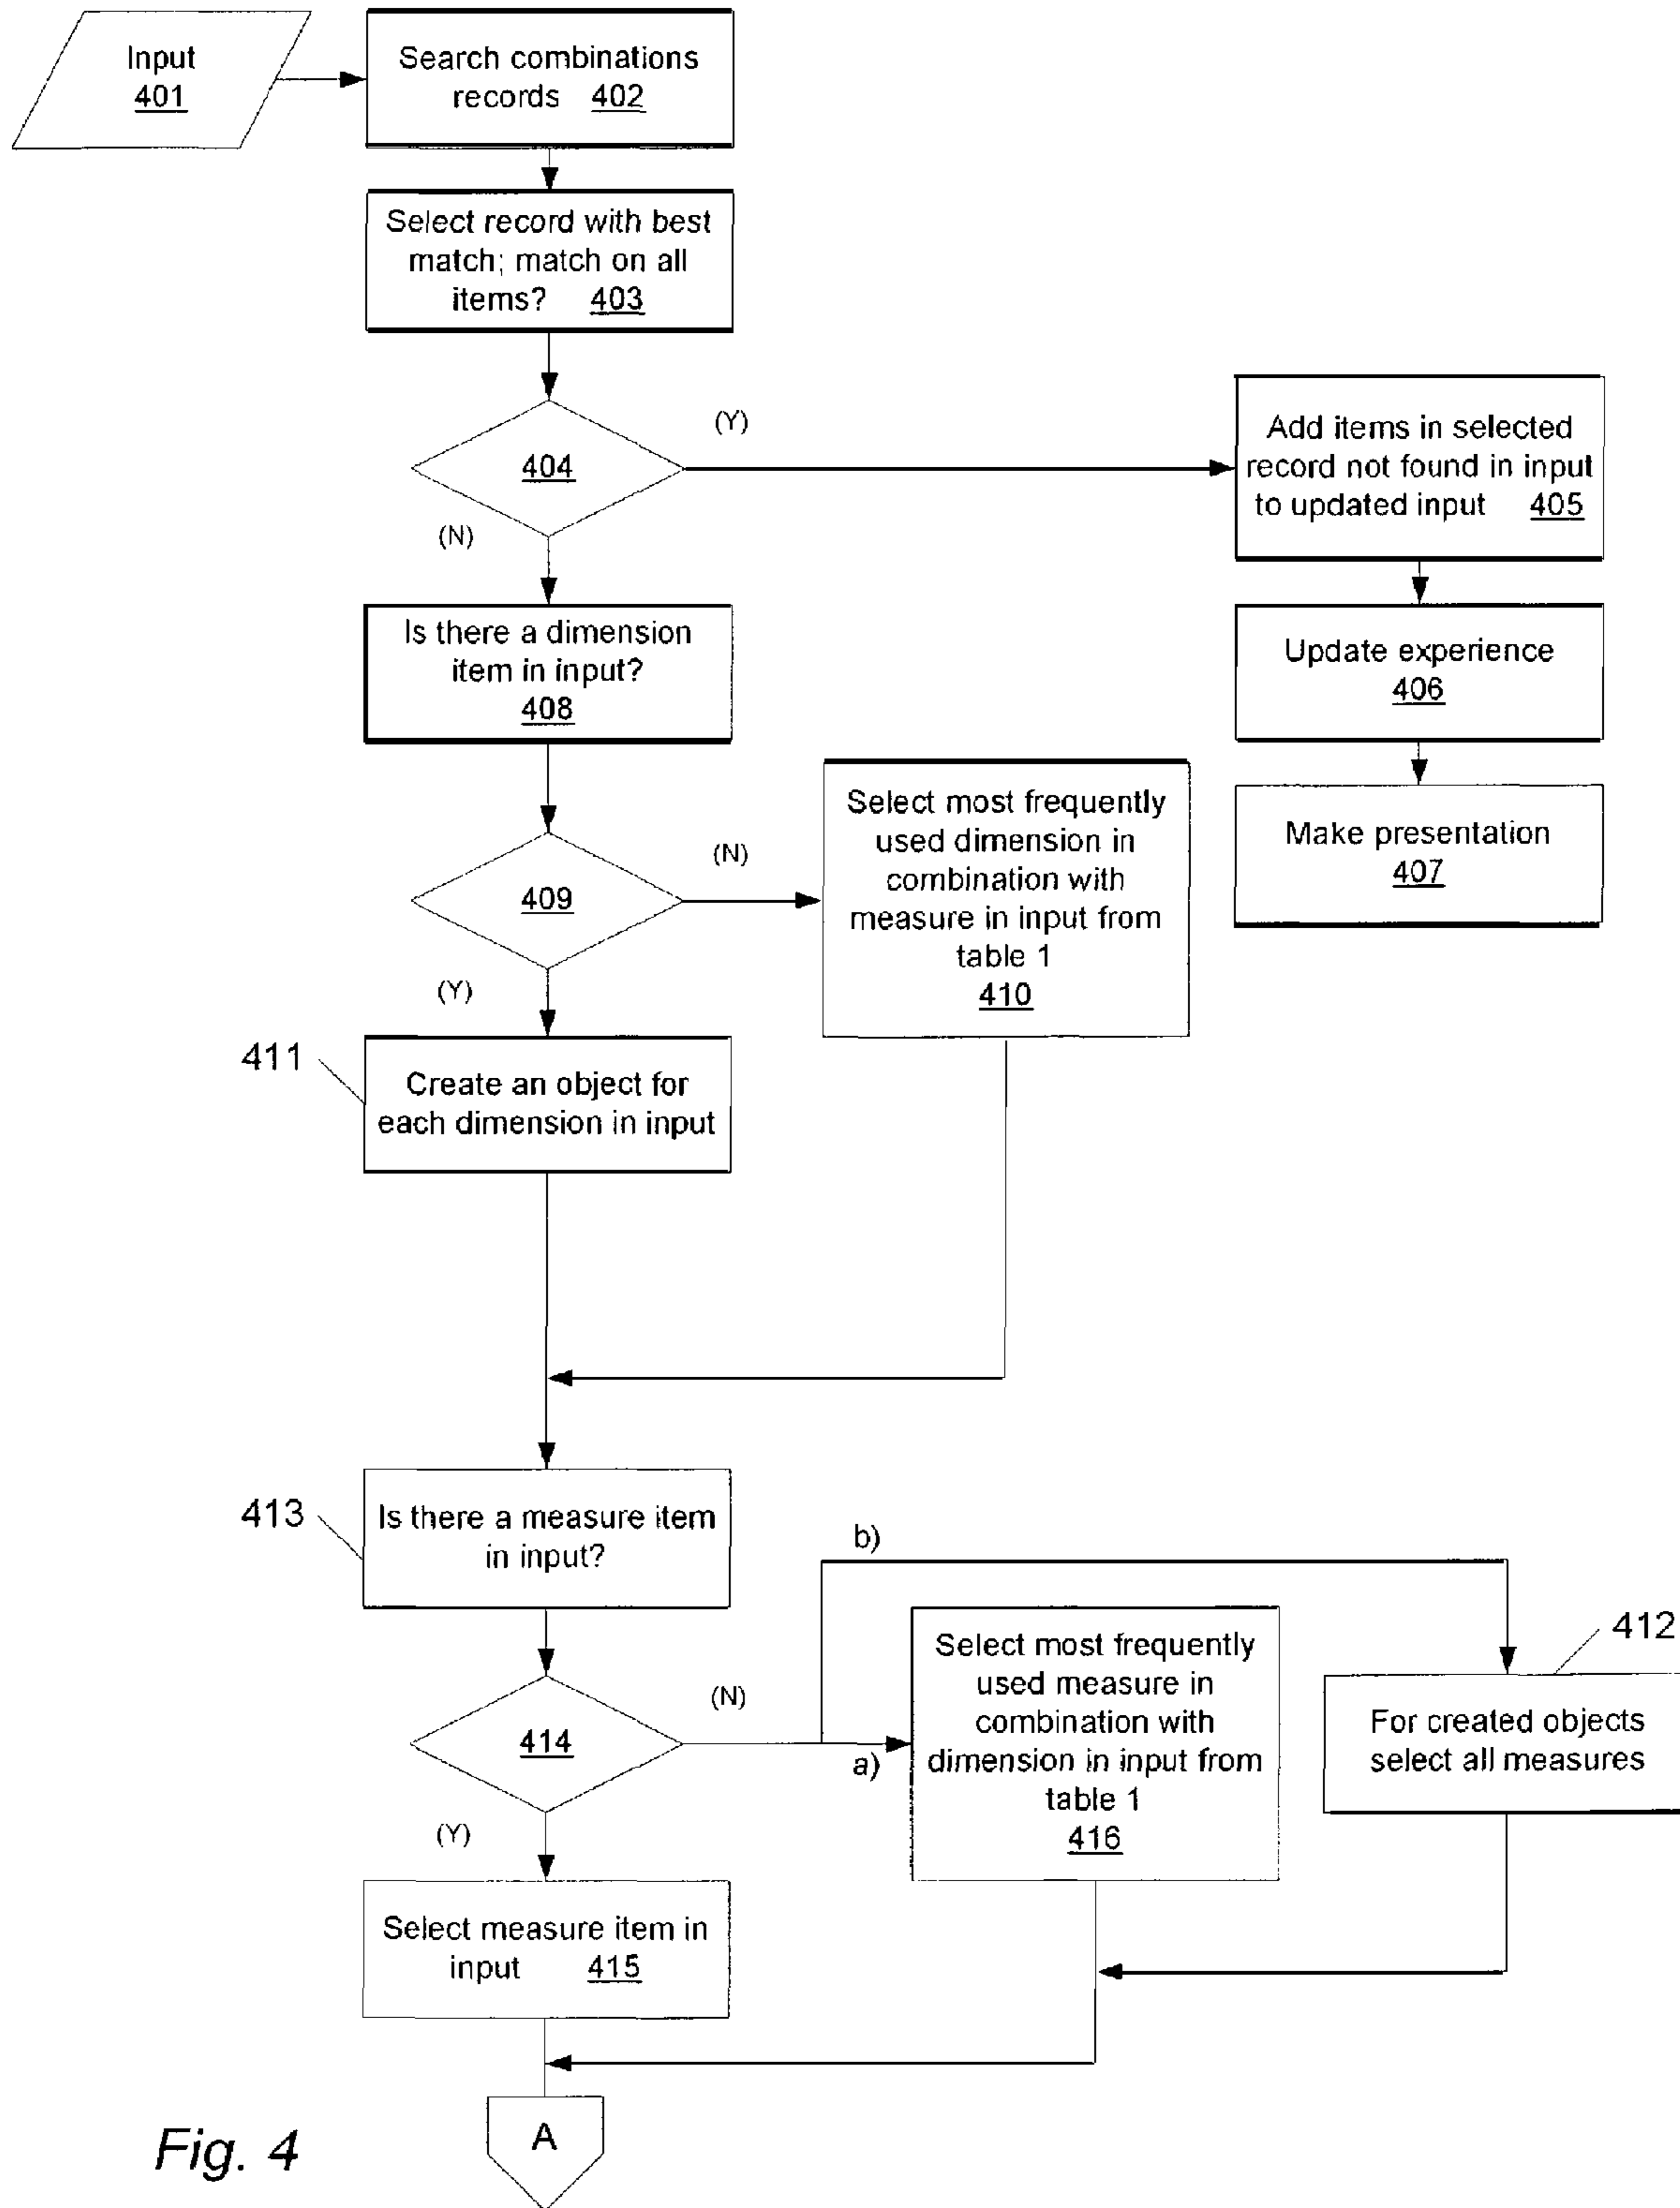 Input
401
Search combinations
records 402
Select record with best
match; match on all
items? 403
404
(Y)
(N)
Add items in selected
record not found in input
to updated input 405
Update experience
406
Make presentation
407
Is there a dimension
item in input?
408
409
(N)
(Y)
Select most frequently
used dimension in
combination with
measure in input from
table 1
410
411
Create an object for
each dimension in input
413
Is there a measure item
in input?
414
(N)
(Y)
b)
a)
Select most frequently
used measure in
combination with
dimension in input from
table 1
416
412
For created objects
select all measures
Select measure item in
input 415
A
Fig. 4